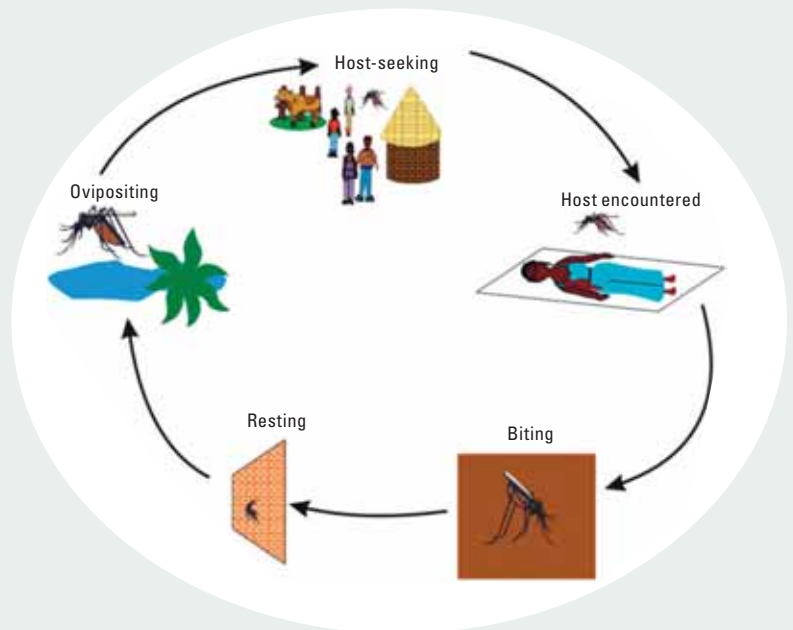 Host-seeking
Host encountered
Biting
Resting
Ovipositing